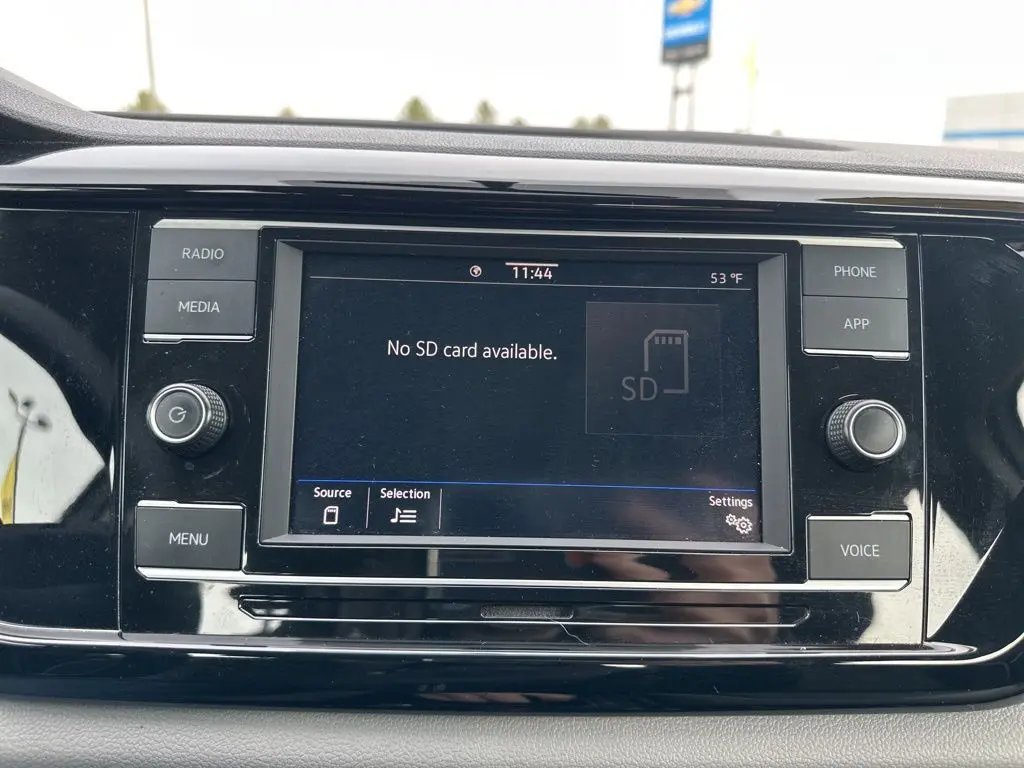 RADIO
MEDIA
11:44
53 °F
PHONE
APP
No SD card available.
SD
Source
Selection
Settings
MENU
VOICE